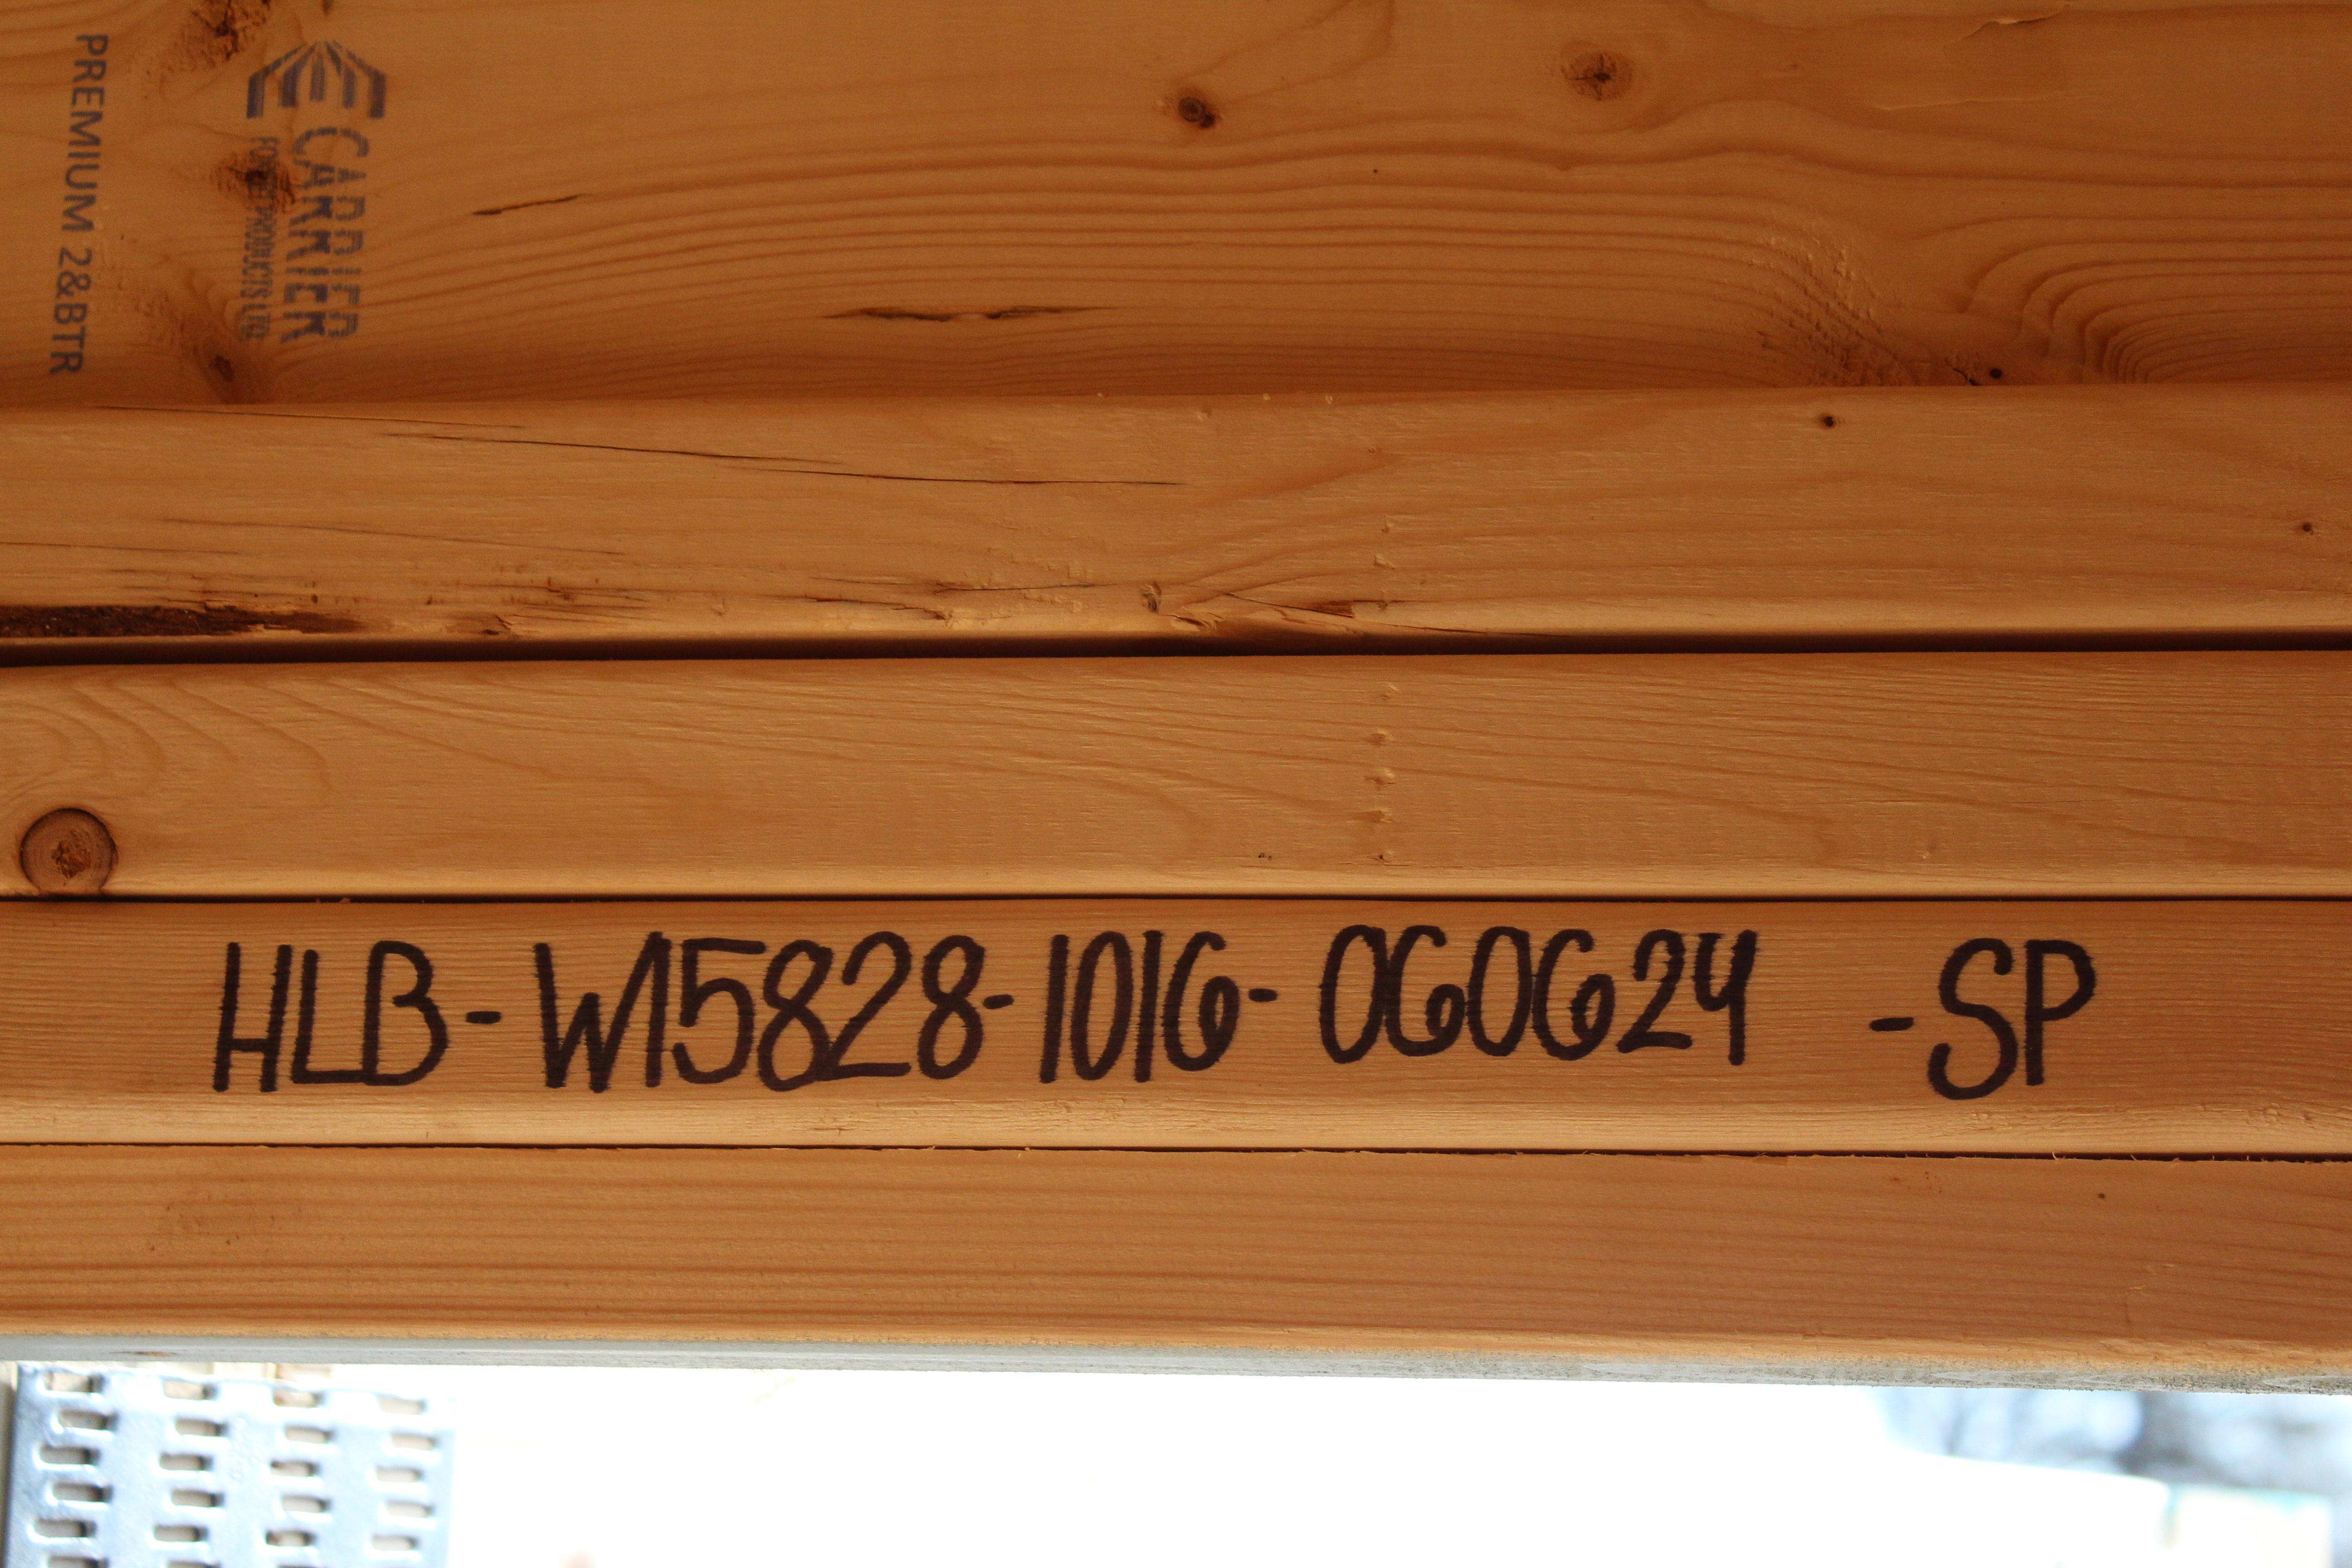 CARRIER
FOREST PRODUCTS LTD.
PREMIUM 2&BTR
HLB-W15828-1016-060624 -SP